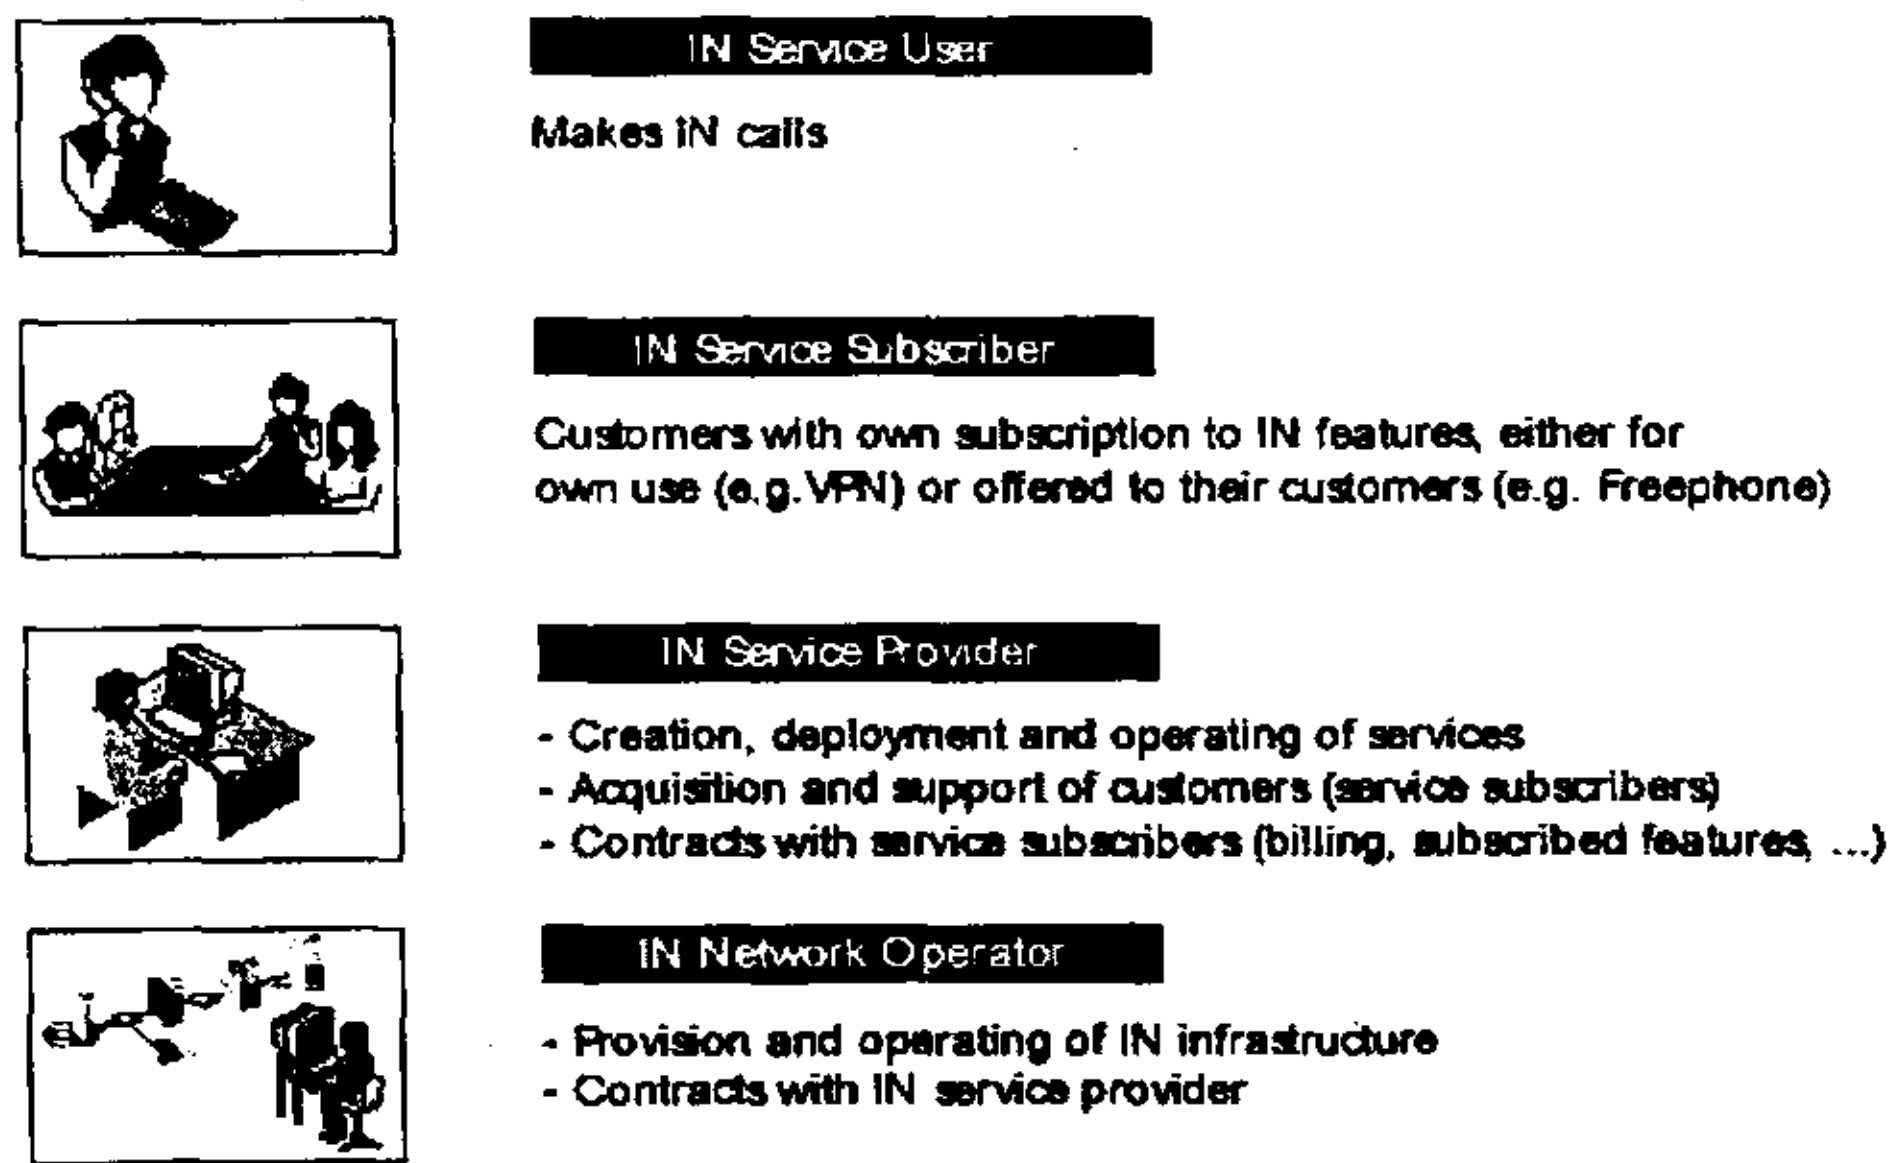 IN Service User
Makes IN calls
IN Service Subscriber
Customers with own subscription to IN features, either for
own use (e.g. VPN) or offered to their customers (e.g. Freephone)
IN Service Provider
- Creation, deployment and operating of services
- Acquisition and support of customers (service subscribers)
- Contracts with service subscribers (billing, subscribed features, ...)
IN Network Operator
- Provision and operating of IN infrastructure
- Contracts with IN service provider